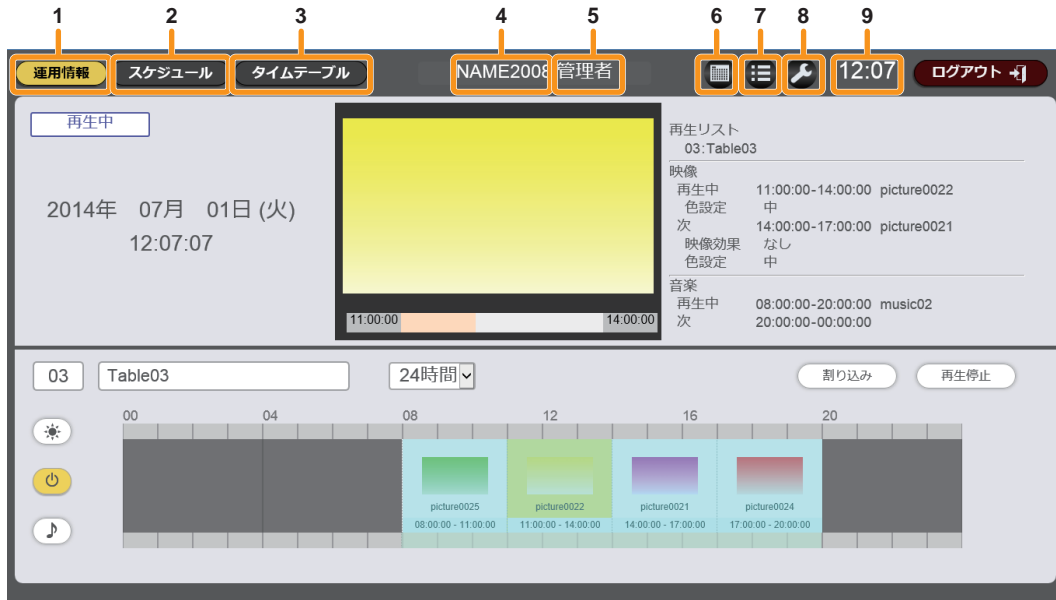 1 2 3 4 5 6 7 8 9
運用情報 スケジュール タイムテーブル NAME2008 管理者 12:07 ログアウト
再生中
2014年 07月 01日 (火)
12:07:07
11:00:00 14:00:00
再生リスト
03:Table03
映像
再生中 11:00:00-14:00:00 picture0022
色設定 中
次 14:00:00-17:00:00 picture0021
映像効果 なし
色設定 中
音楽
再生中 08:00:00-20:00:00 music02
次 20:00:00-00:00:00
03 Table03 24時間 割り込み 再生停止
00 04 08 12 16 20
picture0025 picture0022 picture0021 picture0024
08:00:00 - 11:00:00 11:00:00 - 14:00:00 14:00:00 - 17:00:00 17:00:00 - 20:00:00